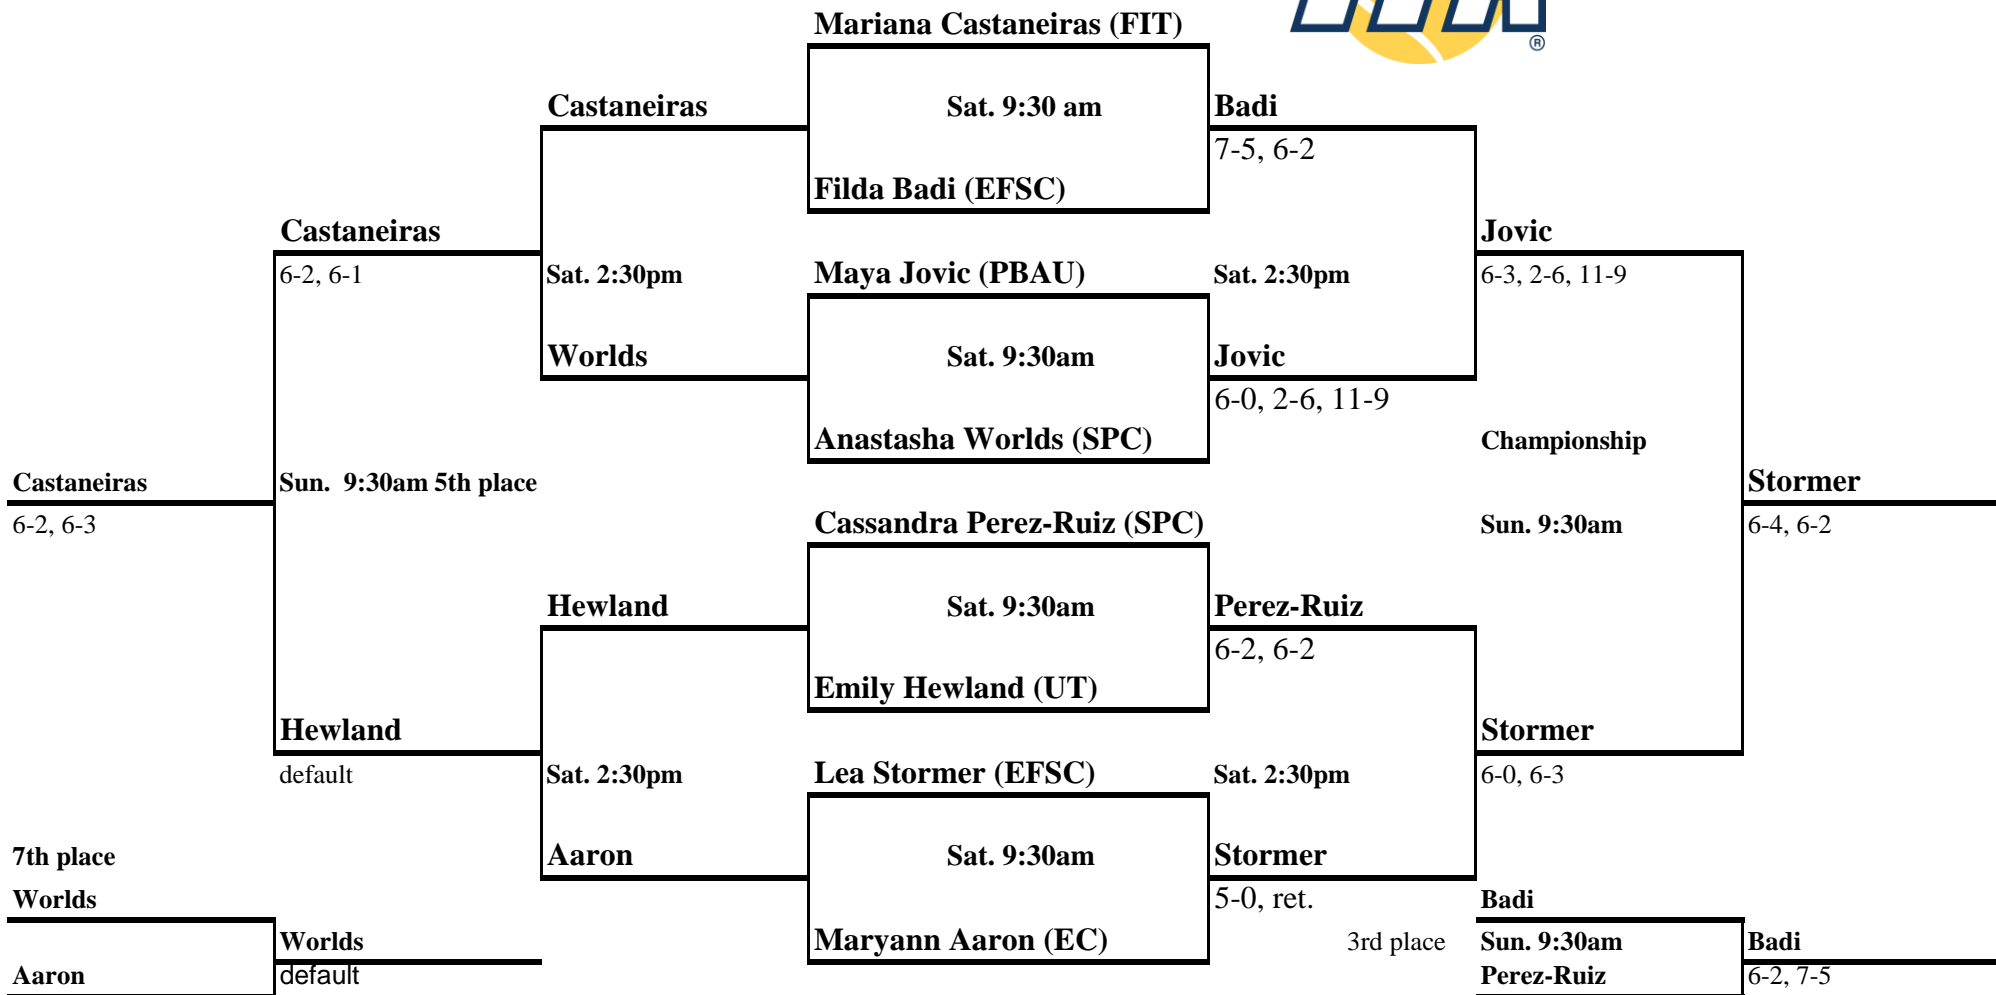 Mariana Castaneiras (FIT)
®
Castaneiras Sat. 9:30 am Badi
7-5, 6-2
Filda Badi (EFSC)
Castaneiras Jovic
6-2, 6-1 Sat. 2:30pm Maya Jovic (PBAU) Sat. 2:30pm 6-3, 2-6, 11-9
Worlds Sat. 9:30am Jovic
6-0, 2-6, 11-9
Anastasha Worlds (SPC) Championship
Castaneiras Sun. 9:30am 5th place Stormer
6-2, 6-3 Cassandra Perez-Ruiz (SPC) Sun. 9:30am 6-4, 6-2
Hewland Sat. 9:30am Perez-Ruiz
6-2, 6-2
Emily Hewland (UT)
Hewland Stormer
default Sat. 2:30pm Lea Stormer (EFSC) Sat. 2:30pm 6-0, 6-3
7th place Aaron Sat. 9:30am Stormer
Worlds 5-0, ret. Badi
Worlds Maryann Aaron (EC) 3rd place Sun. 9:30am Badi
Aaron default Perez-Ruiz 6-2, 7-5